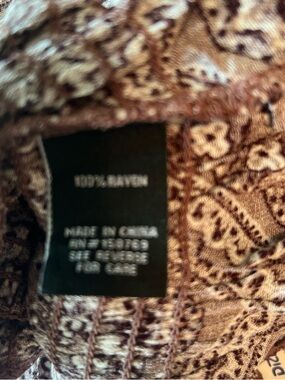 100% RAYON
MADE IN CHINA
RN# 158769
SEE REVERSE
FOR CARE